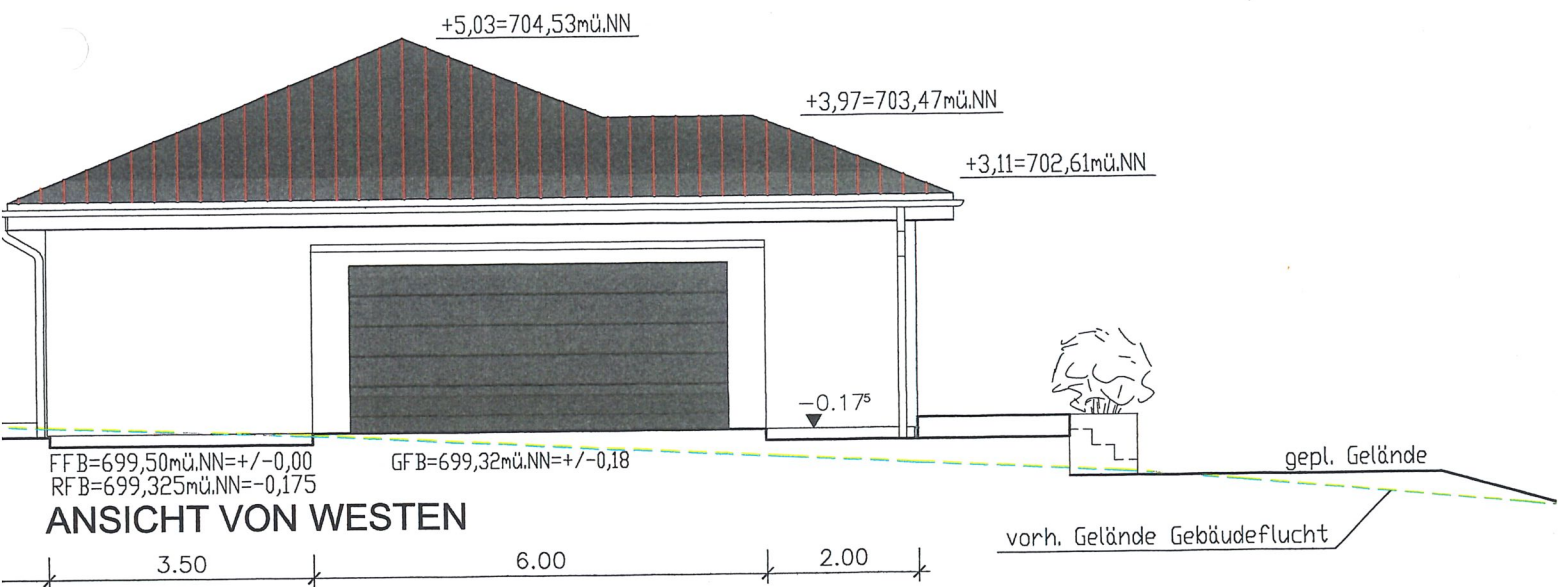 +5,03=704,53mü.NN
+3,97=703,47mü.NN
+3,11=702,61mü.NN
-0.17⁵
FFB=699,50mü.NN=+/-0,00
GFB=699,32mü.NN=+/-0,18
RFB=699,325mü.NN=-0,175
gepl. Gelände
ANSICHT VON WESTEN
vorh. Gelände Gebäudeflucht
3.50
6.00
2.00